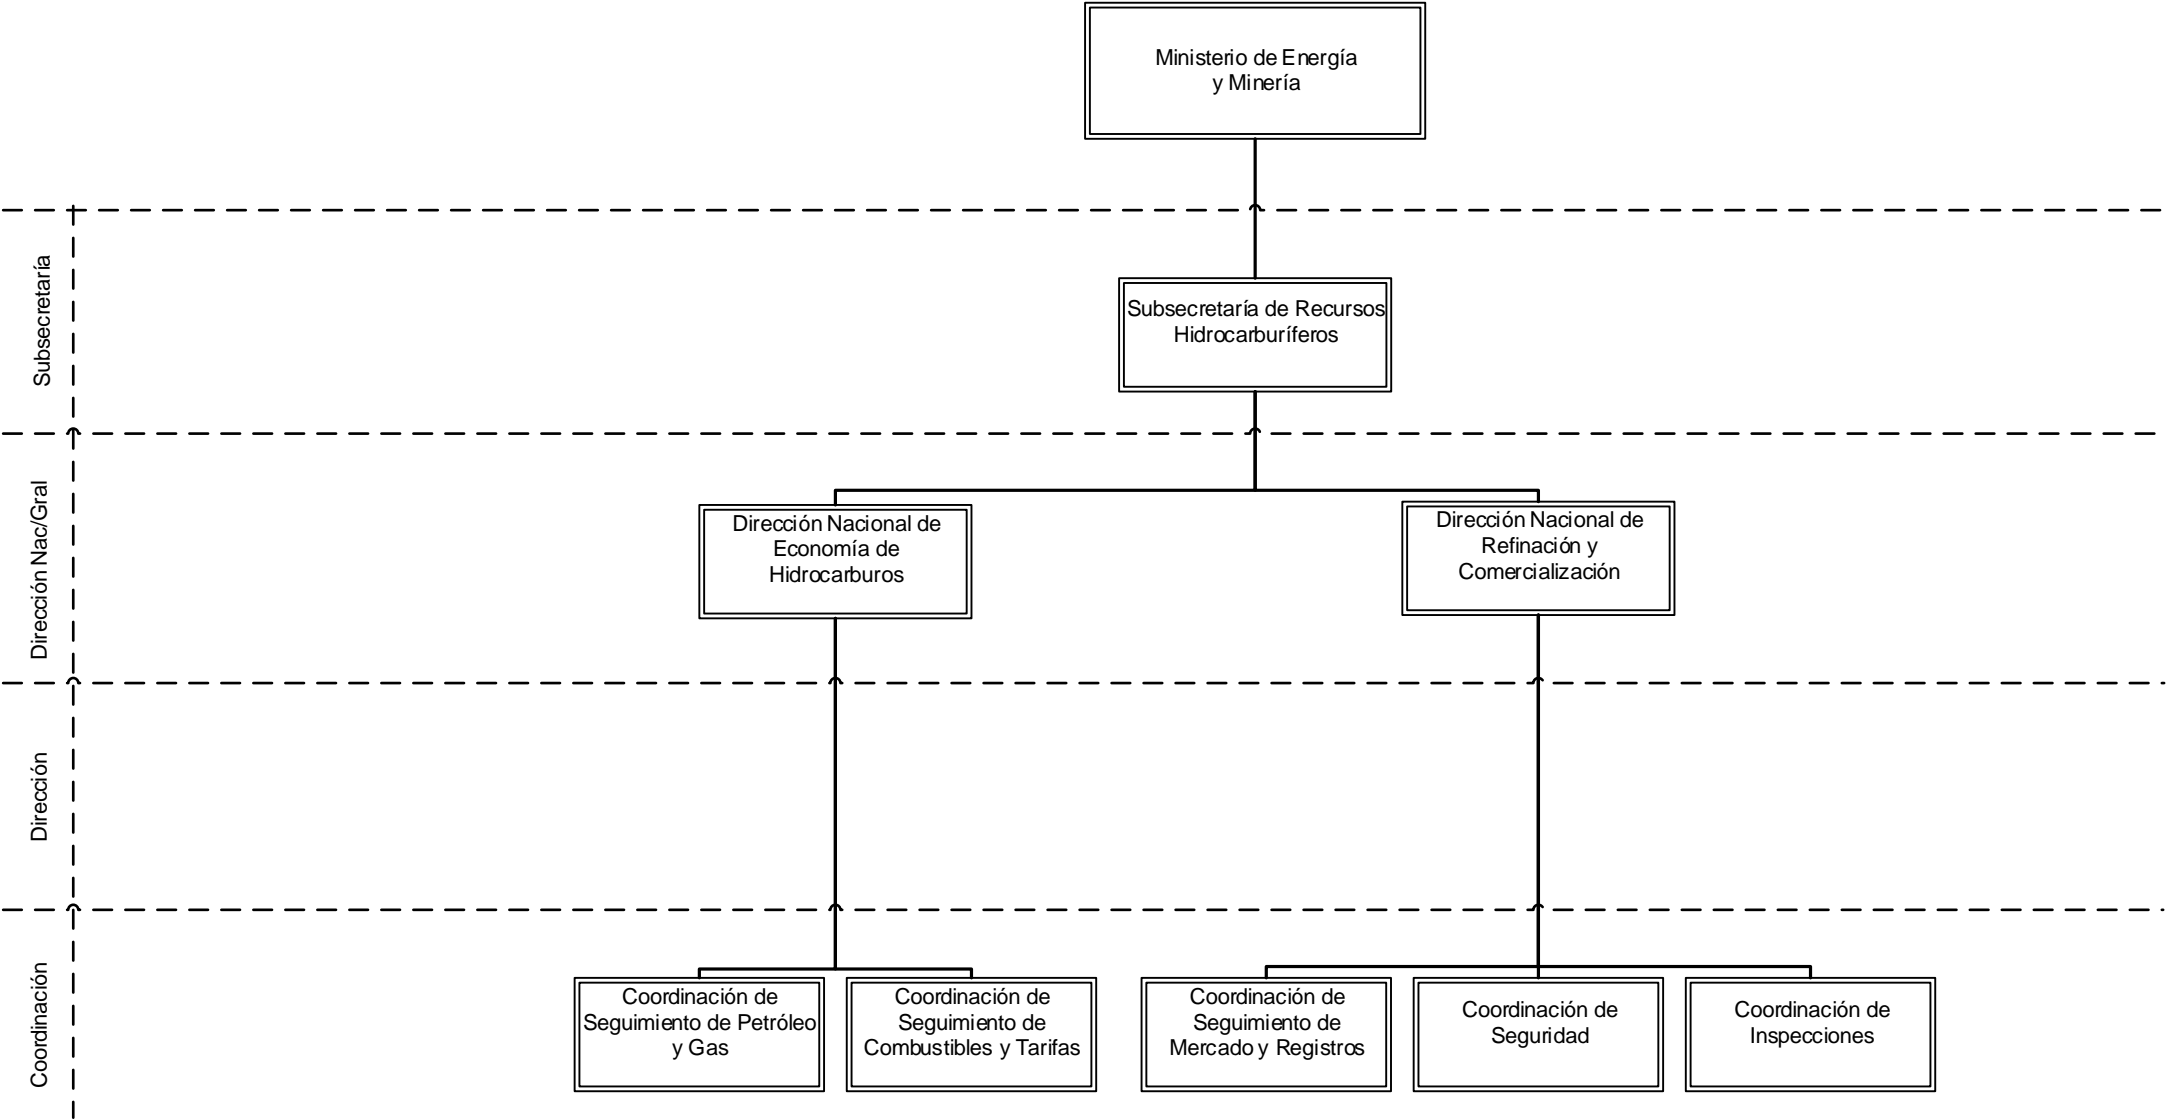 Ministerio de Energía
y Minería
Subsecretaría
Subsecretaría de Recursos
Hidrocarburíferos
Dirección Nac/Gral
Dirección Nacional de
Economía de
Hidrocarburos
Dirección Nacional de
Refinación y
Comercialización
Dirección
Coordinación
Coordinación de
Seguimiento de Petróleo
y Gas
Coordinación de
Seguimiento de
Combustibles y Tarifas
Coordinación de
Seguimiento de
Mercado y Registros
Coordinación de
Seguridad
Coordinación de
Inspecciones